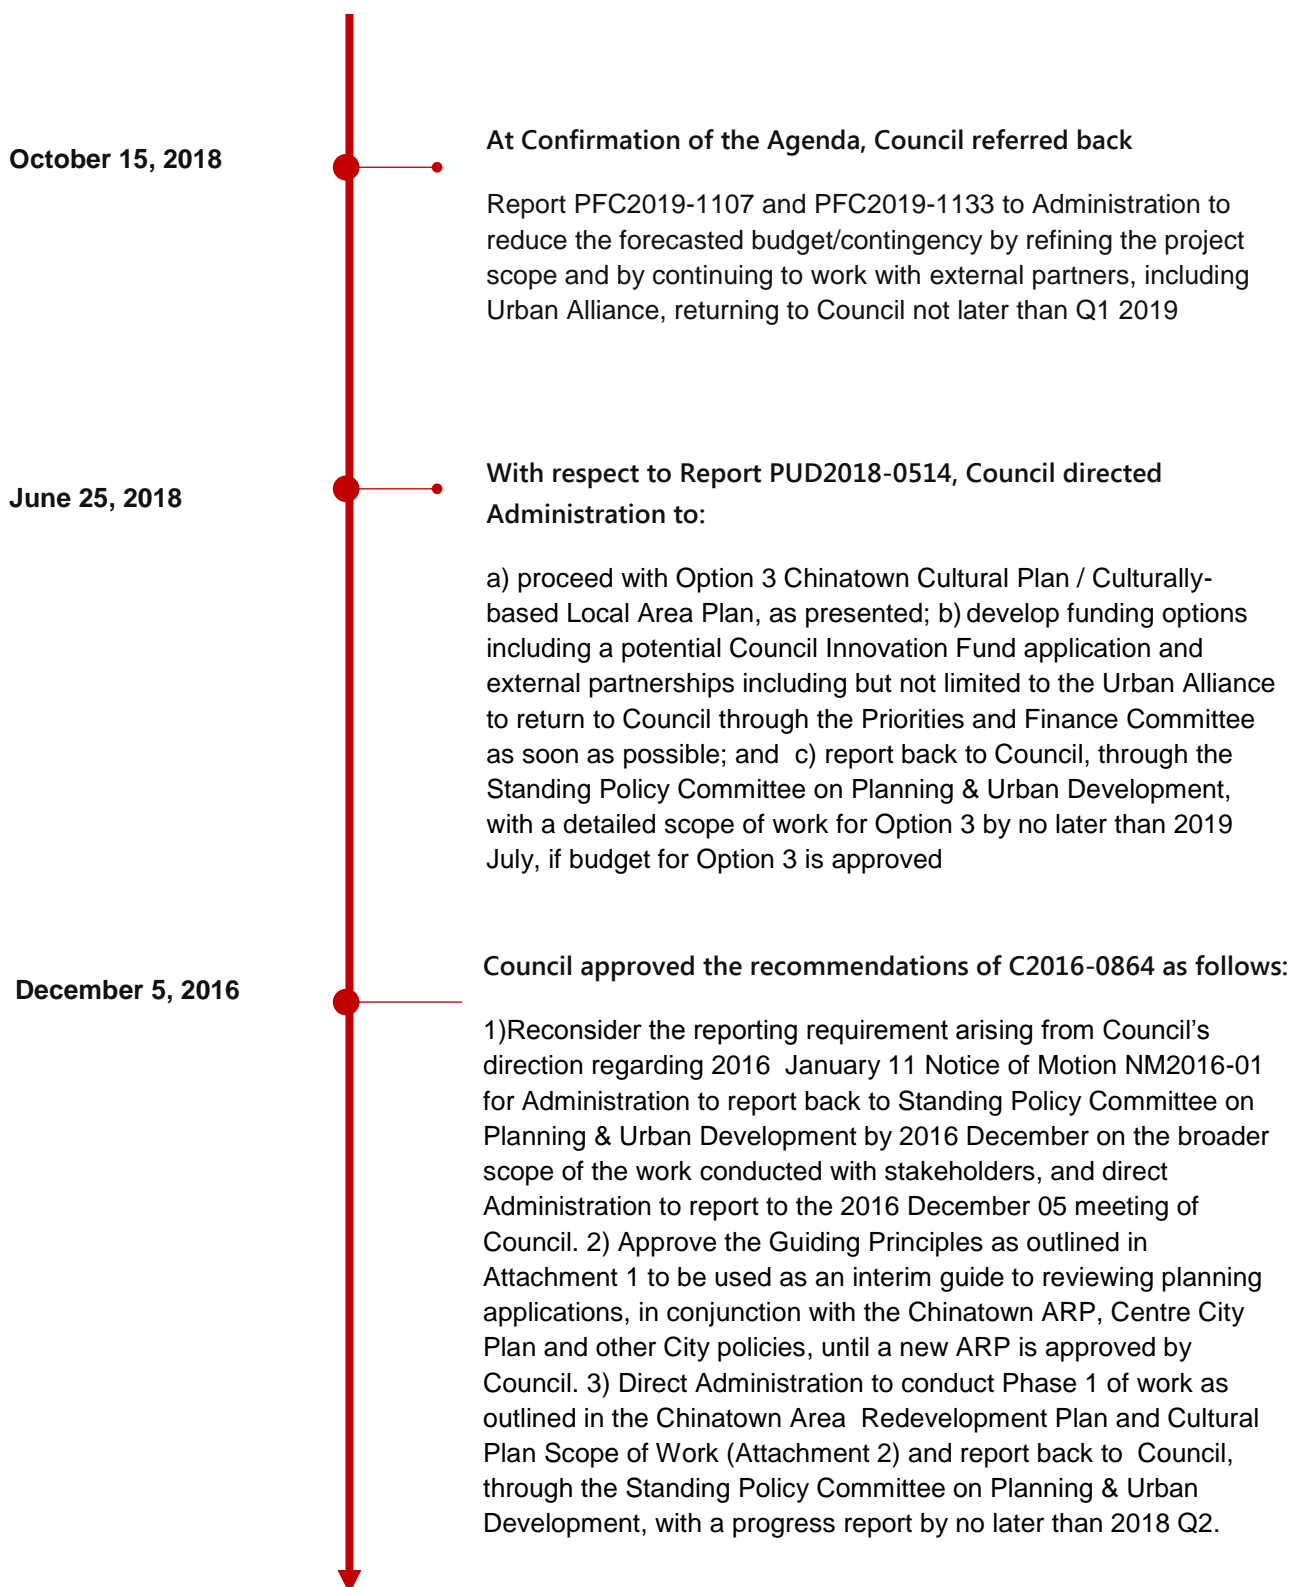 October 15, 2018
At Confirmation of the Agenda, Council referred back
Report PFC2019-1107 and PFC2019-1133 to Administration to
reduce the forecasted budget/contingency by refining the project
scope and by continuing to work with external partners, including
Urban Alliance, returning to Council not later than Q1 2019
June 25, 2018
With respect to Report PUD2018-0514, Council directed
Administration to:
a) proceed with Option 3 Chinatown Cultural Plan / Culturally-
based Local Area Plan, as presented; b) develop funding options
including a potential Council Innovation Fund application and
external partnerships including but not limited to the Urban Alliance
to return to Council through the Priorities and Finance Committee
as soon as possible; and  c) report back to Council, through the
Standing Policy Committee on Planning & Urban Development,
with a detailed scope of work for Option 3 by no later than 2019
July, if budget for Option 3 is approved
December 5, 2016
Council approved the recommendations of C2016-0864 as follows:
1)Reconsider the reporting requirement arising from Council’s
direction regarding 2016  January 11 Notice of Motion NM2016-01
for Administration to report back to Standing Policy Committee on
Planning & Urban Development by 2016 December on the broader
scope of the work conducted with stakeholders, and direct
Administration to report to the 2016 December 05 meeting of
Council. 2) Approve the Guiding Principles as outlined in
Attachment 1 to be used as an interim guide to reviewing planning
applications, in conjunction with the Chinatown ARP, Centre City
Plan and other City policies, until a new ARP is approved by
Council. 3) Direct Administration to conduct Phase 1 of work as
outlined in the Chinatown Area  Redevelopment Plan and Cultural
Plan Scope of Work (Attachment 2) and report back to  Council,
through the Standing Policy Committee on Planning & Urban
Development, with a progress report by no later than 2018 Q2.